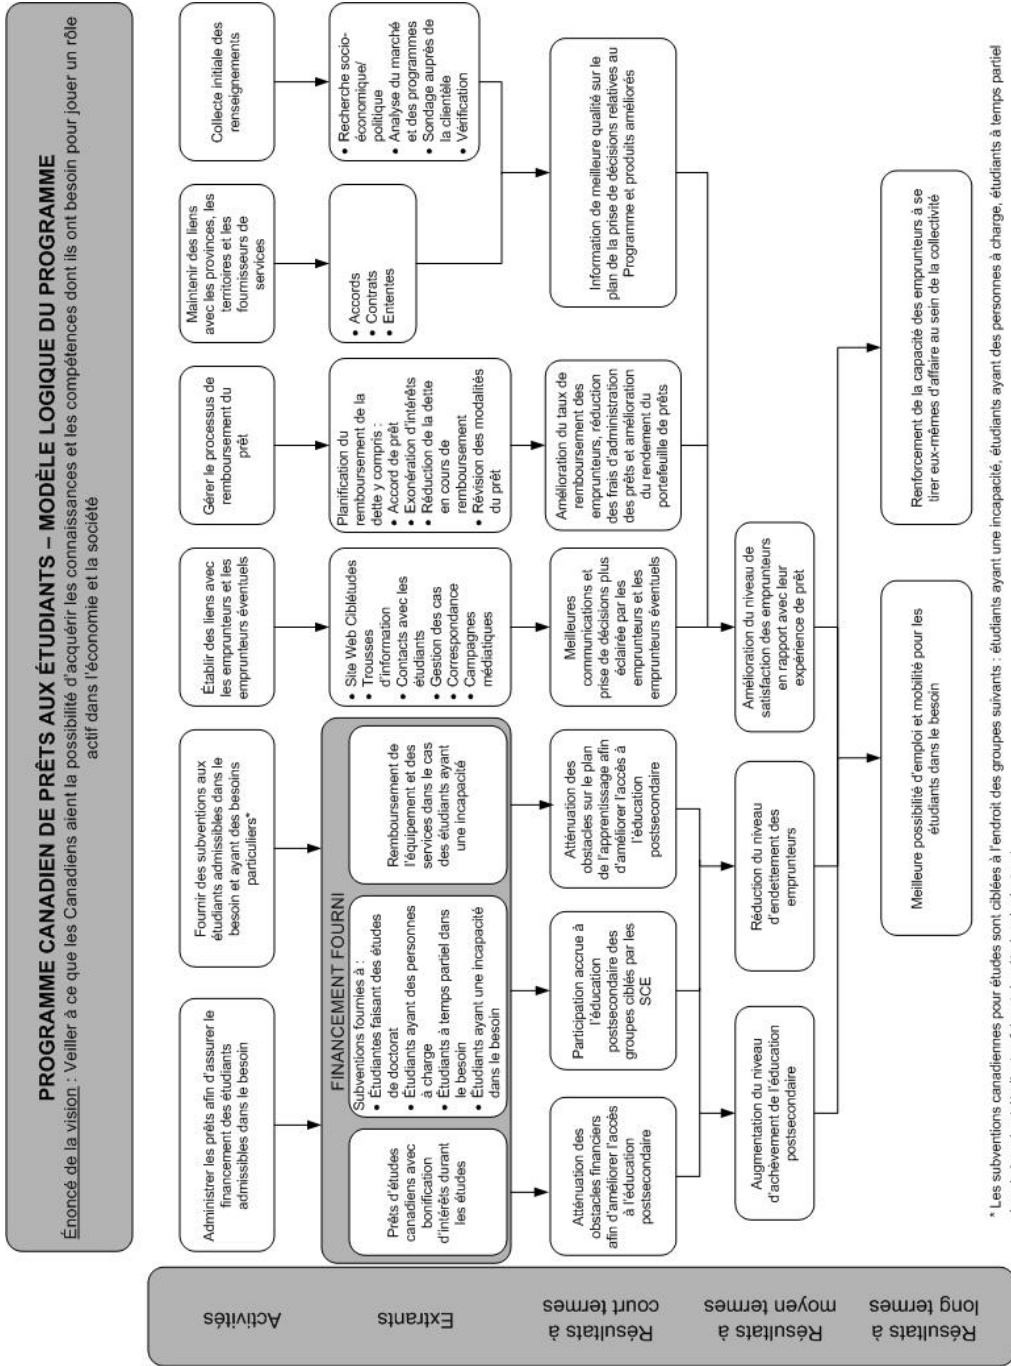 PROGRAMME CANADIEN DE PRÊTS AUX ÉTUDIANTS – MODÈLE LOGIQUE DU PROGRAMME
Énoncé de la vision : Veiller à ce que les Canadiens aient la possibilité d'acquérir les connaissances et les compétences dont ils ont besoin pour jouer un rôle
actif dans l'économie et la société
Activités
Administrer les prêts afin d'assurer le
financement des étudiants
admissibles dans le besoin
Fournir des subventions aux
étudiants admissibles dans le
besoin et ayant des besoins
particuliers*
Établir des liens avec
les emprunteurs et les
emprunteurs éventuels
Gérer le processus de
remboursement du
prêt
Maintenir des liens
avec les provinces, les
territoires et les
fournisseurs de
services
Collecte initiale des
renseignements
Extrants
FINANCEMENT FOURNI
Prêts d'études
canadiens avec
bonification
d'intérêts durant
les études
Subventions fournies à :
• Étudiantes faisant des études
de doctorat
• Étudiants ayant des personnes
à charge
• Étudiants à temps partiel dans
le besoin
• Étudiants ayant une incapacité
dans le besoin
Remboursement de
l'équipement et des
services dans le cas
des étudiants ayant
une incapacité
• Site Web Ciblétudes
• Trousses
d'information
• Contacts avec les
étudiants
• Gestion des cas
• Correspondance
• Campagnes
médiatiques
Planification du
remboursement de la
dette y compris :
• Accord de prêt
• Exonération d'intérêts
• Réduction de la dette
en cours de
remboursement
• Révision des modalités
du prêt
• Accords
• Contrats
• Ententes
• Recherche socio-
économique/
politique
• Analyse du marché
et des programmes
• Sondage auprès de
la clientèle
• Vérification
Résultats à
court termes
Atténuation des
obstacles financiers
afin d'améliorer l'accès
à l'éducation
postsecondaire
Participation accrue à
l'éducation
postsecondaire des
groupes ciblés par les
SCE
Atténuation des
obstacles sur le plan
de l'apprentissage afin
d'améliorer l'accès à
l'éducation
postsecondaire
Meilleures
communications et
prise de décisions plus
éclairée par les
emprunteurs et les
emprunteurs éventuels
Amélioration du taux de
remboursement des
emprunteurs, réduction
des frais d'administration
des prêts et amélioration
du rendement du
portefeuille de prêts
Information de meilleure qualité sur le
plan de la prise de décisions relatives au
Programme et produits améliorés
Résultats à
moyen termes
Augmentation du niveau
d'achèvement de l'éducation
postsecondaire
Réduction du niveau
d'endettement des
emprunteurs
Amélioration du niveau de
satisfaction des emprunteurs
en rapport avec leur
expérience de prêt
Résultats à
long termes
Meilleure possibilité d'emploi et mobilité pour les
étudiants dans le besoin
Renforcement de la capacité des emprunteurs à se
tirer eux-mêmes d'affaire au sein de la collectivité
* Les subventions canadiennes pour études sont ciblées à l'endroit des groupes suivants : étudiants ayant une incapacité, étudiants ayant des personnes à charge, étudiants à temps partiel